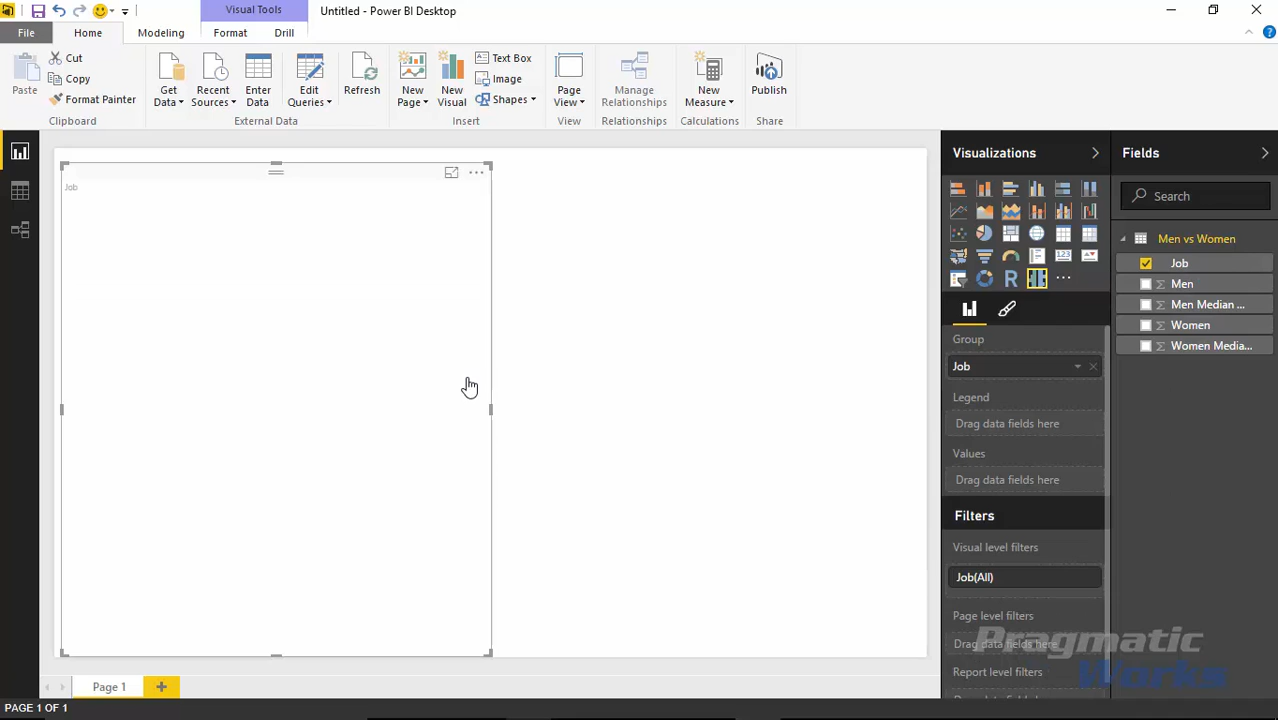 Visual Tools
Untitled - Power BI Desktop
File
Home
Modeling
Format
Drill
Paste
Cut
Copy
Format Painter
Clipboard
Get
Data
Recent
Sources
Enter
Data
Edit
Queries
Refresh
External Data
New
Page
New
Visual
Text Box
Image
Shapes
Insert
Page
View
View
Manage
Relationships
Relationships
New
Measure
Calculations
Publish
Share
Job
Visualizations
R
123
Group
Job
Legend
Drag data fields here
Values
Drag data fields here
Filters
Visual level filters
Job(All)
Page level filters
Drag data fields here
Report level filters
Fields
Search
Men vs Women
Job
Men
Men Median ...
Women
Women Media...
Pragmatic
Works
Page 1
PAGE 1 OF 1